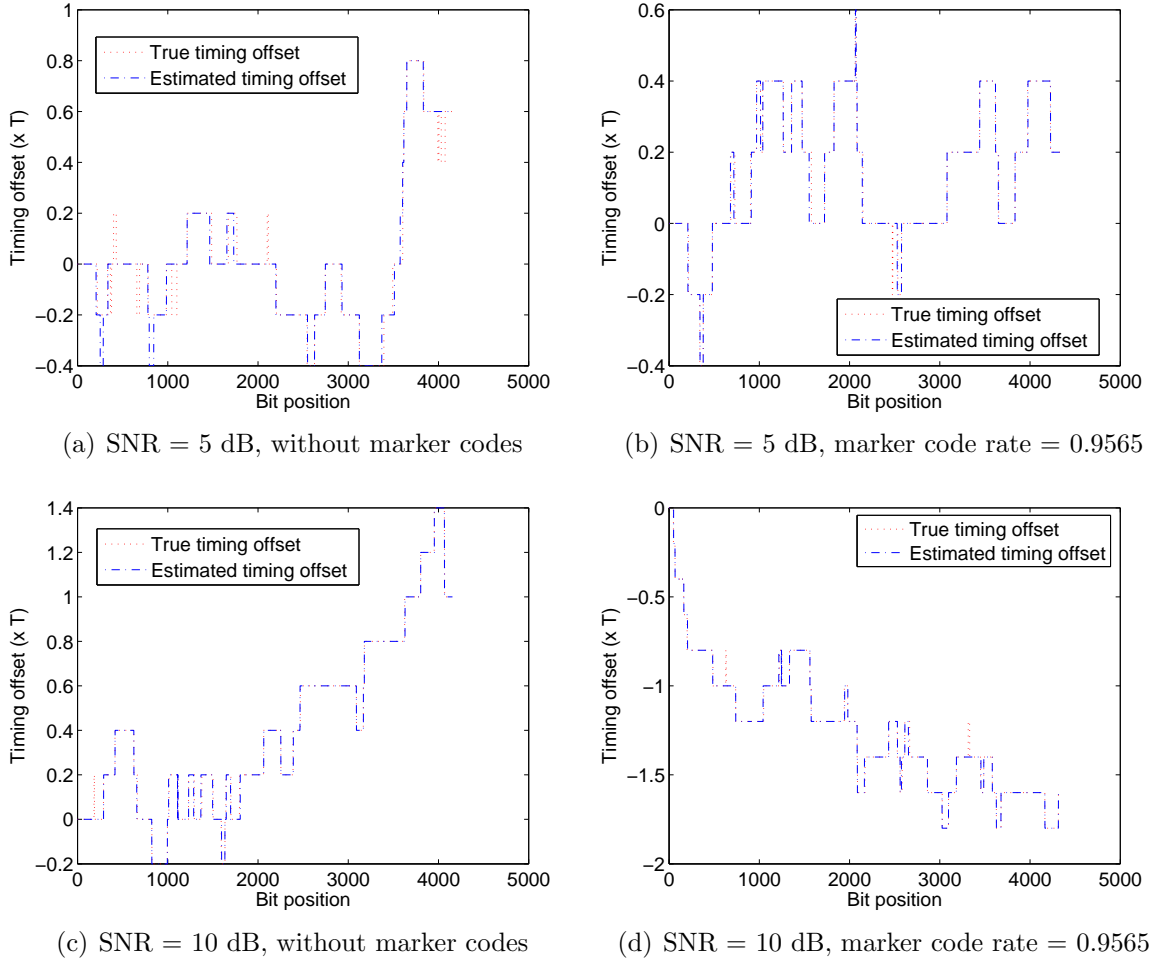 1
0.8
0.6
0.4
0.2
0
−0.2
−0.4
0 1000 2000 3000 4000 5000
Timing offset (x T)
Bit position
True timing offset
Estimated timing offset
(a) SNR = 5 dB, without marker codes
0.6
0.4
0.2
0
−0.2
−0.4
0 1000 2000 3000 4000 5000
Timing offset (x T)
Bit position
True timing offset
Estimated timing offset
(b) SNR = 5 dB, marker code rate = 0.9565
1.4
1.2
1
0.8
0.6
0.4
0.2
0
−0.2
0 1000 2000 3000 4000 5000
Timing offset (x T)
Bit position
True timing offset
Estimated timing offset
(c) SNR = 10 dB, without marker codes
0
−0.5
−1
−1.5
−2
0 1000 2000 3000 4000 5000
Timing offset (x T)
Bit position
True timing offset
Estimated timing offset
(d) SNR = 10 dB, marker code rate = 0.9565